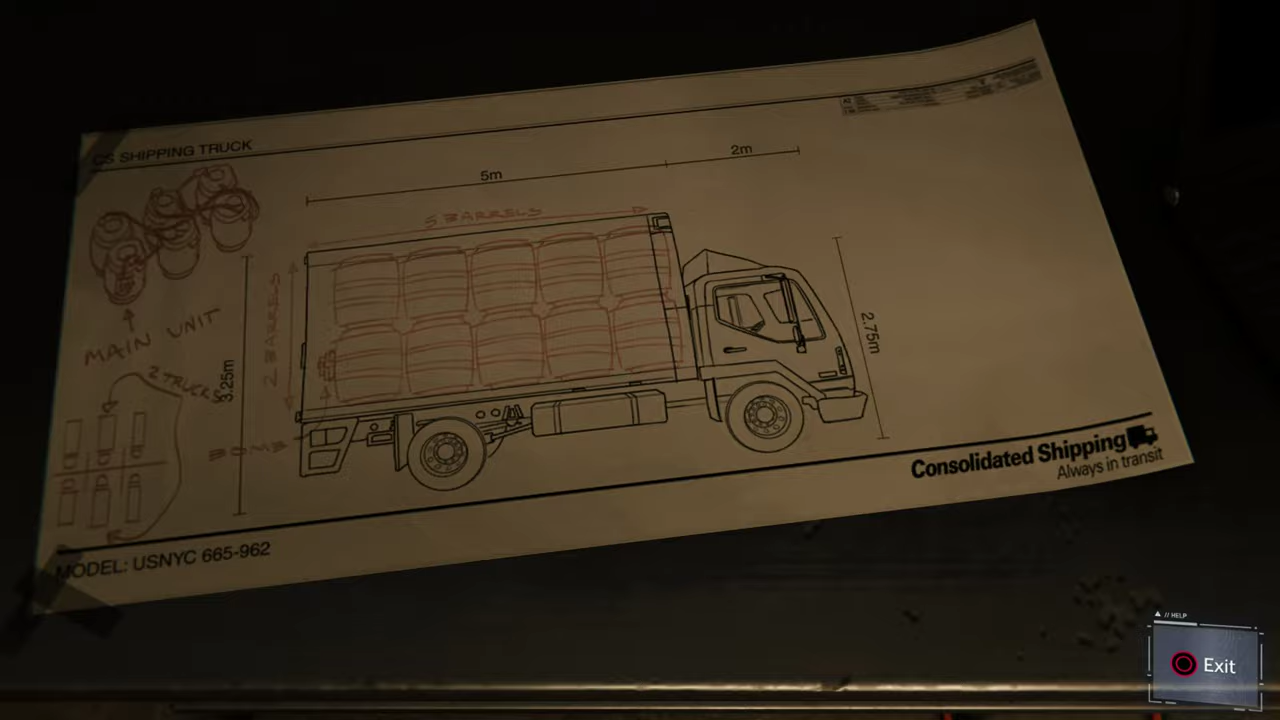 CS SHIPPING TRUCK
5m
2m
5 BARRELS
2 BARRELS
MAIN UNIT
2 TRUCKS
3.25m
2.75m
Consolidated Shipping
Always in transit
MODEL: USNYC 665-962
// HELP
Exit